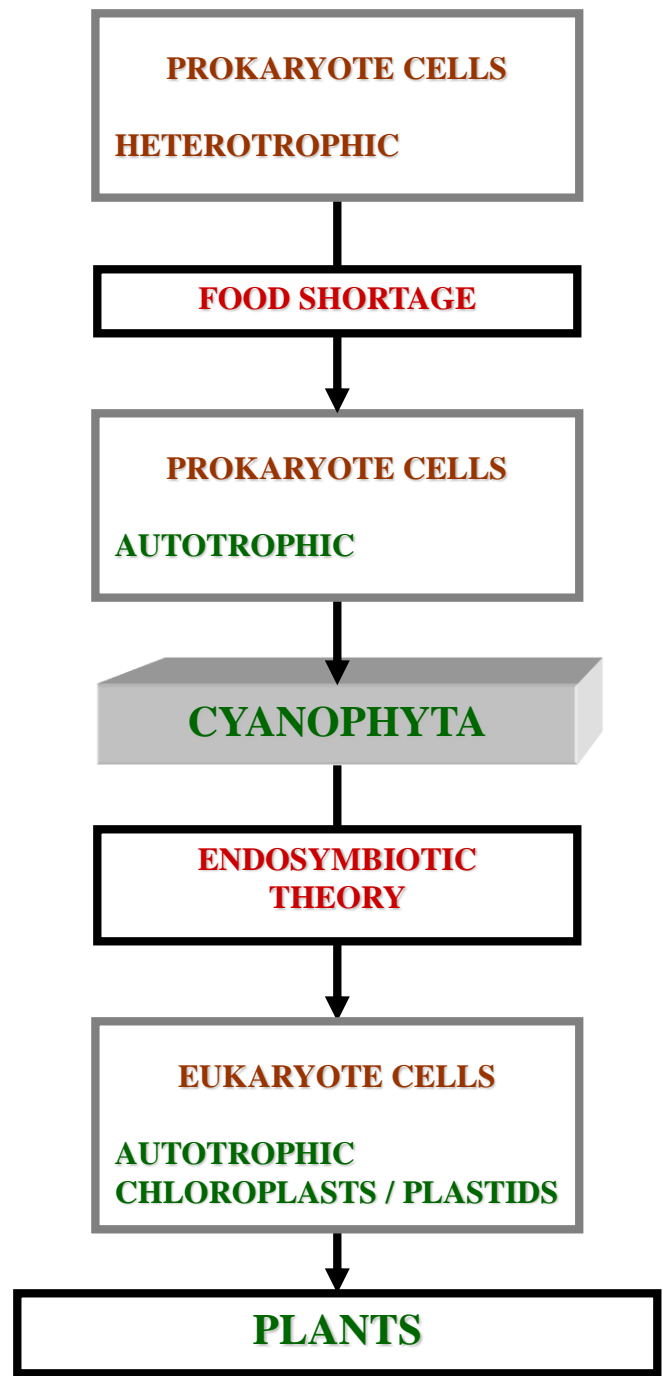 PROKARYOTE CELLS
HETEROTROPHIC
FOOD SHORTAGE
PROKARYOTE CELLS
AUTOTROPHIC
CYANOPHYTA
ENDOSYMBIOTIC
THEORY
EUKARYOTE CELLS
AUTOTROPHIC
CHLOROPLASTS / PLASTIDS
PLANTS